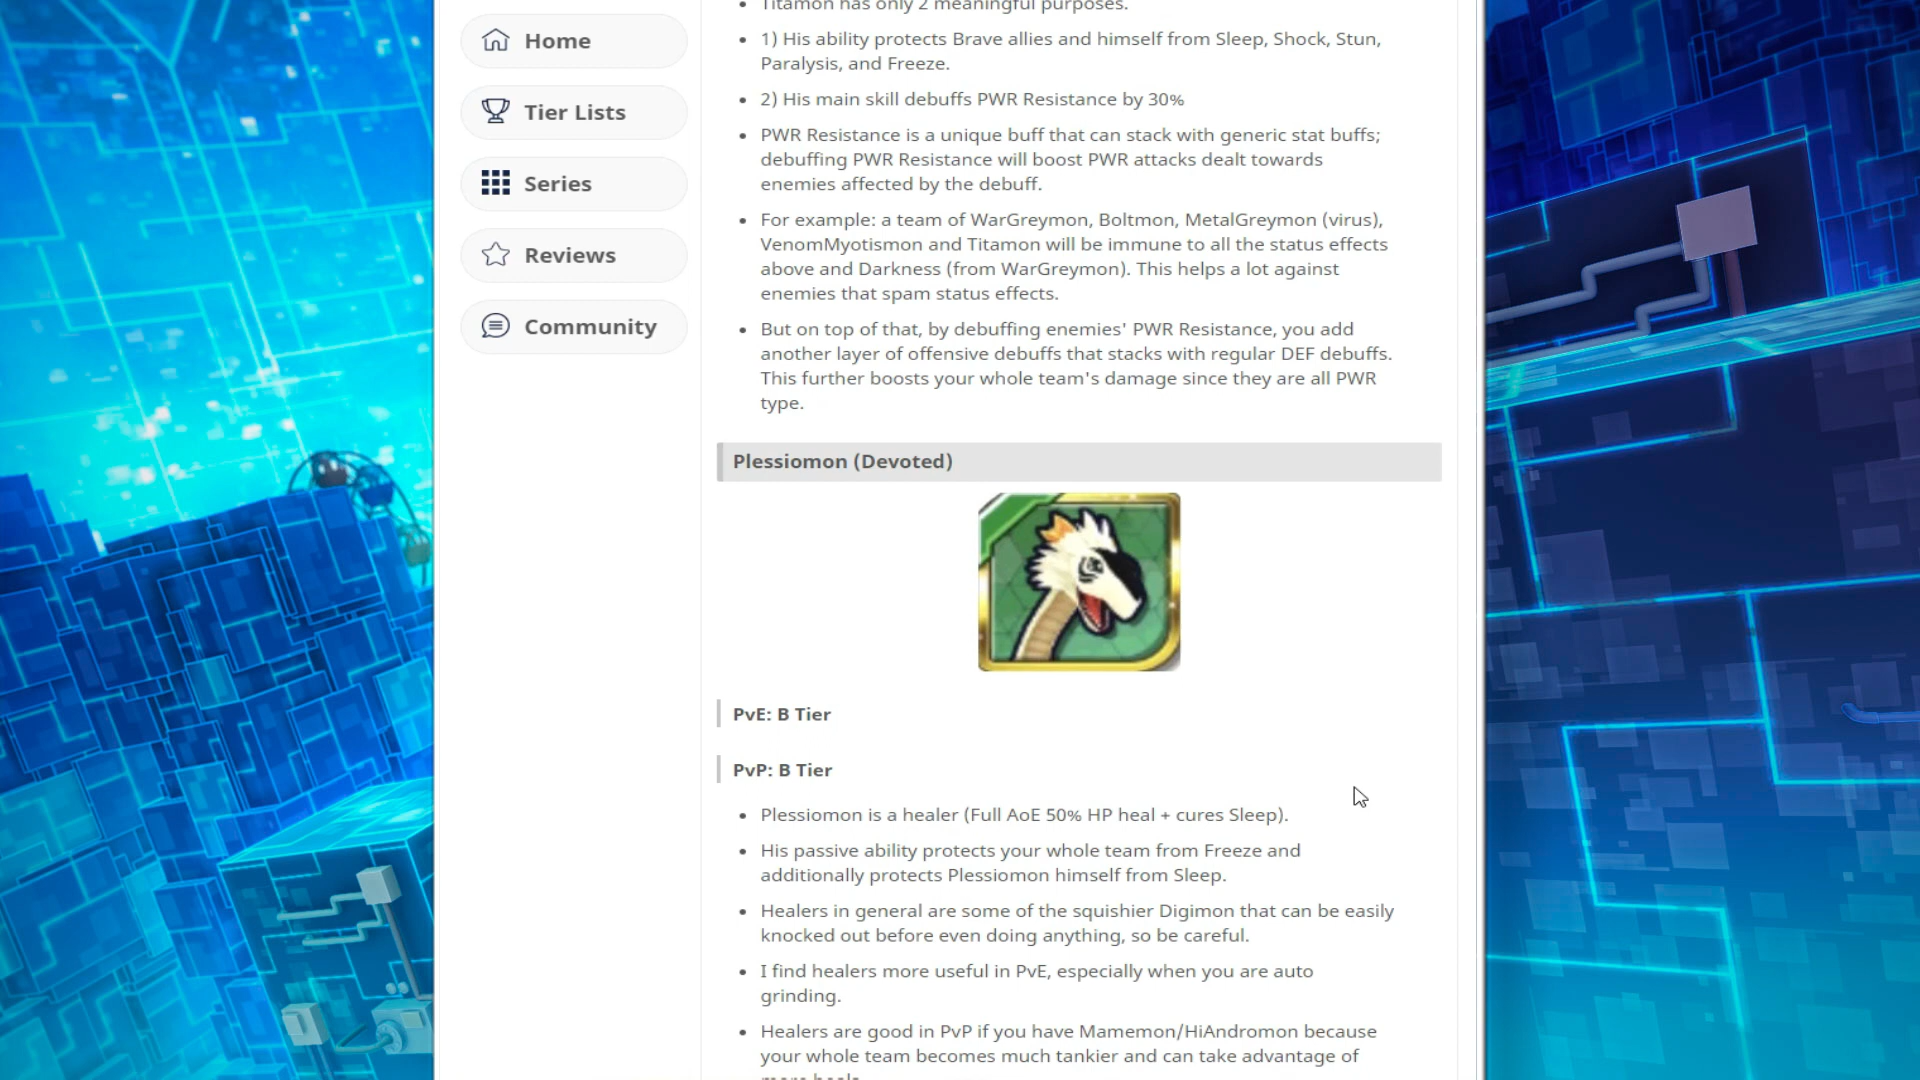 Home
Tier Lists
Series
Reviews
Community
Titamon has only 2 meaningful purposes.
1) His ability protects Brave allies and himself from Sleep, Shock, Stun,
Paralysis, and Freeze.
2) His main skill debuffs PWR Resistance by 30%
PWR Resistance is a unique buff that can stack with generic stat buffs;
debuffing PWR Resistance will boost PWR attacks dealt towards
enemies affected by the debuff.
For example: a team of WarGreymon, Boltmon, MetalGreymon (virus),
VenomMyotismon and Titamon will be immune to all the status effects
above and Darkness (from WarGreymon). This helps a lot against
enemies that spam status effects.
But on top of that, by debuffing enemies' PWR Resistance, you add
another layer of offensive debuffs that stacks with regular DEF debuffs.
This further boosts your whole team's damage since they are all PWR
type.
Plessiomon (Devoted)
PvE: B Tier
PvP: B Tier
Plessiomon is a healer (Full AoE 50% HP heal + cures Sleep).
His passive ability protects your whole team from Freeze and
additionally protects Plessiomon himself from Sleep.
Healers in general are some of the squishier Digimon that can be easily
knocked out before even doing anything, so be careful.
I find healers more useful in PvE, especially when you are auto
grinding.
Healers are good in PvP if you have Mamemon/HiAndromon because
your whole team becomes much tankier and can take advantage of